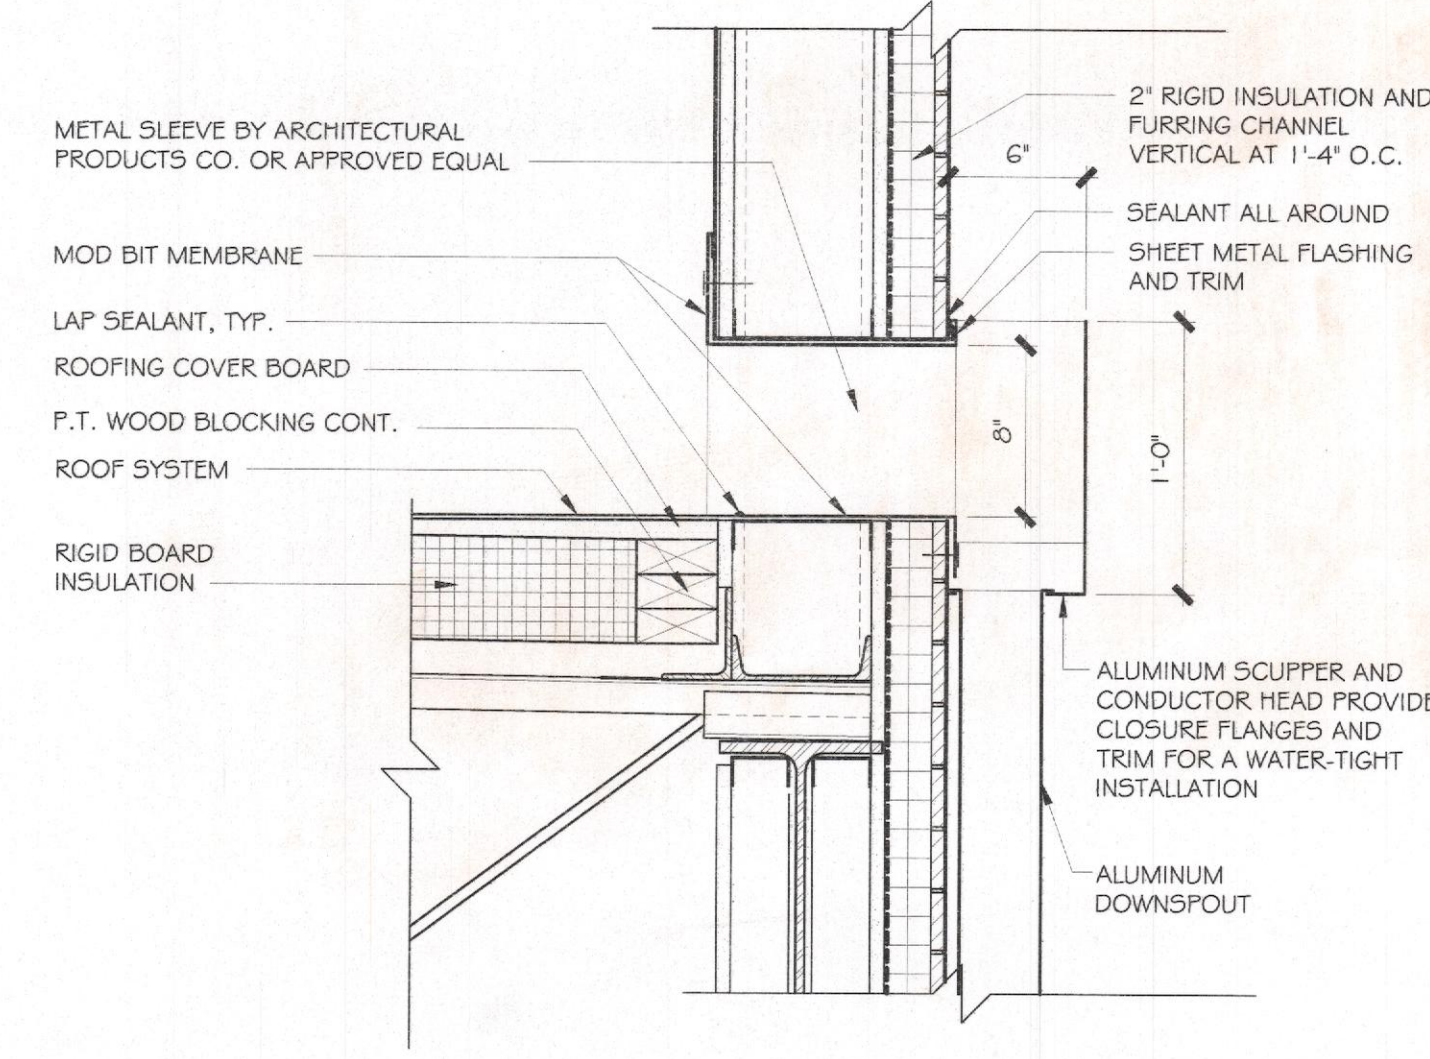 METAL SLEEVE BY ARCHITECTURAL
PRODUCTS CO. OR APPROVED EQUAL
MOD BIT MEMBRANE
LAP SEALANT, TYP.
ROOFING COVER BOARD
P.T. WOOD BLOCKING CONT.
ROOF SYSTEM
RIGID BOARD
INSULATION
2" RIGID INSULATION AND
FURRING CHANNEL
VERTICAL AT 1'-4" O.C.
6"
SEALANT ALL AROUND
SHEET METAL FLASHING
AND TRIM
8"
1'-0"
ALUMINUM SCUPPER AND
CONDUCTOR HEAD PROVIDE
CLOSURE FLANGES AND
TRIM FOR A WATER-TIGHT
INSTALLATION
ALUMINUM
DOWNSPOUT